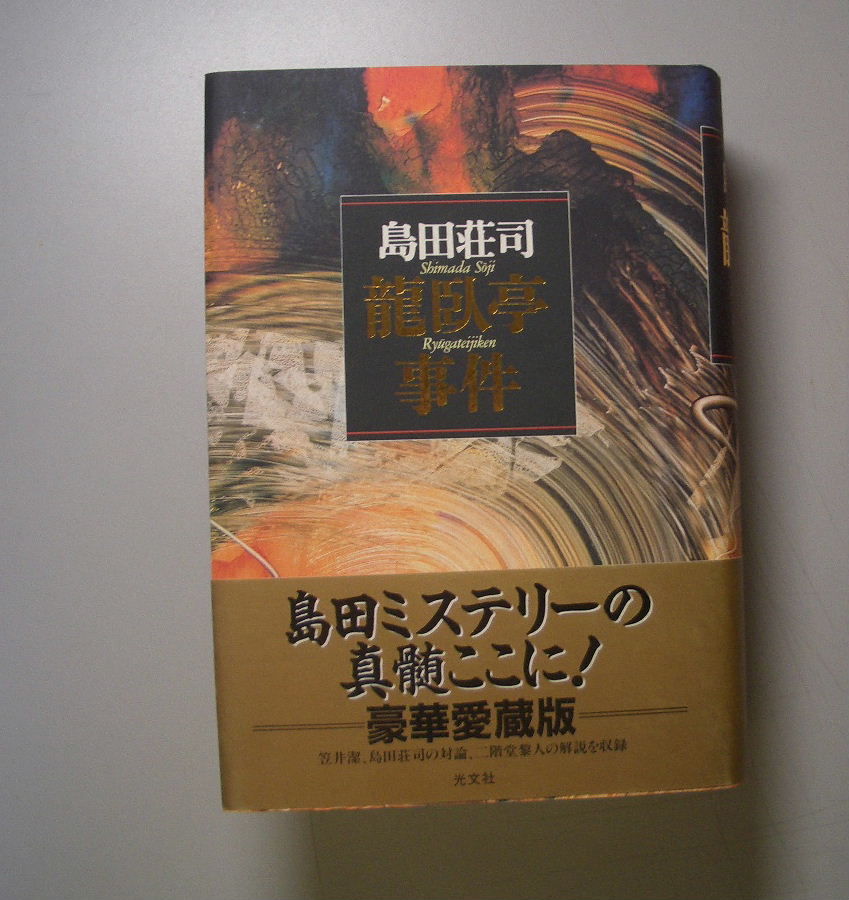 島田荘司
Shimada Sōji
龍臥亭
Ryūgateijiken
事件
島田ミステリーの
真髄ここに!
豪華愛蔵版
笠井潔、島田荘司の対論、二階堂黎人の解説を収録
光文社